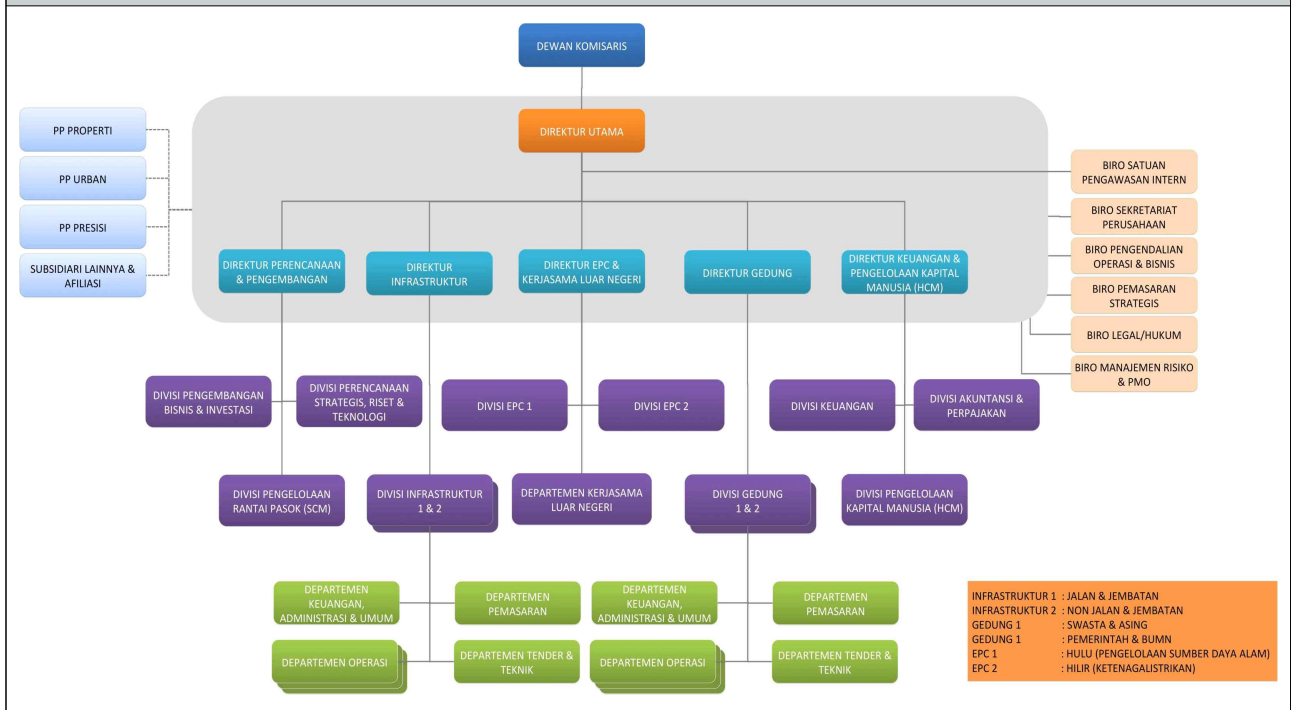 DEWAN KOMISARIS
DIREKTUR UTAMA
PP PROPERTI
PP URBAN
PP PRESISI
SUBSIDIARI LAINNYA &
AFILIASI
BIRO SATUAN
PENGAWASAN INTERN
BIRO SEKRETARIAT
PERUSAHAAN
BIRO PENGENDALIAN
OPERASI & BISNIS
BIRO PEMASARAN
STRATEGIS
BIRO LEGAL/HUKUM
BIRO MANAJEMEN RISIKO
& PMO
DIREKTUR PERENCANAAN
& PENGEMBANGAN
DIREKTUR
INFRASTRUKTUR
DIREKTUR EPC &
KERJASAMA LUAR NEGERI
DIREKTUR GEDUNG
DIREKTUR KEUANGAN &
PENGELOLAAN KAPITAL
MANUSIA (HCM)
DIVISI PENGEMBANGAN
BISNIS & INVESTASI
DIVISI PERENCANAAN
STRATEGIS, RISET &
TEKNOLOGI
DIVISI EPC 1
DIVISI EPC 2
DIVISI KEUANGAN
DIVISI AKUNTANSI &
PERPAJAKAN
DIVISI PENGELOLAAN
RANTAI PASOK (SCM)
DIVISI INFRASTRUKTUR
1 & 2
DEPARTEMEN KERJASAMA
LUAR NEGERI
DIVISI GEDUNG
1 & 2
DIVISI PENGELOLAAN
KAPITAL MANUSIA (HCM)
DEPARTEMEN
KEUANGAN,
ADMINISTRASI & UMUM
DEPARTEMEN
PEMASARAN
DEPARTEMEN
KEUANGAN,
ADMINISTRASI & UMUM
DEPARTEMEN
PEMASARAN
DEPARTEMEN OPERASI
DEPARTEMEN TENDER &
TEKNIK
DEPARTEMEN OPERASI
DEPARTEMEN TENDER &
TEKNIK
INFRASTRUKTUR 1 : JALAN & JEMBATAN
INFRASTRUKTUR 2 : NON JALAN & JEMBATAN
GEDUNG 1 : SWASTA & ASING
GEDUNG 1 : PEMERINTAH & BUMN
EPC 1 : HULU (PENGELOLAAN SUMBER DAYA ALAM)
EPC 2 : HILIR (KETENAGALISTRIKAN)